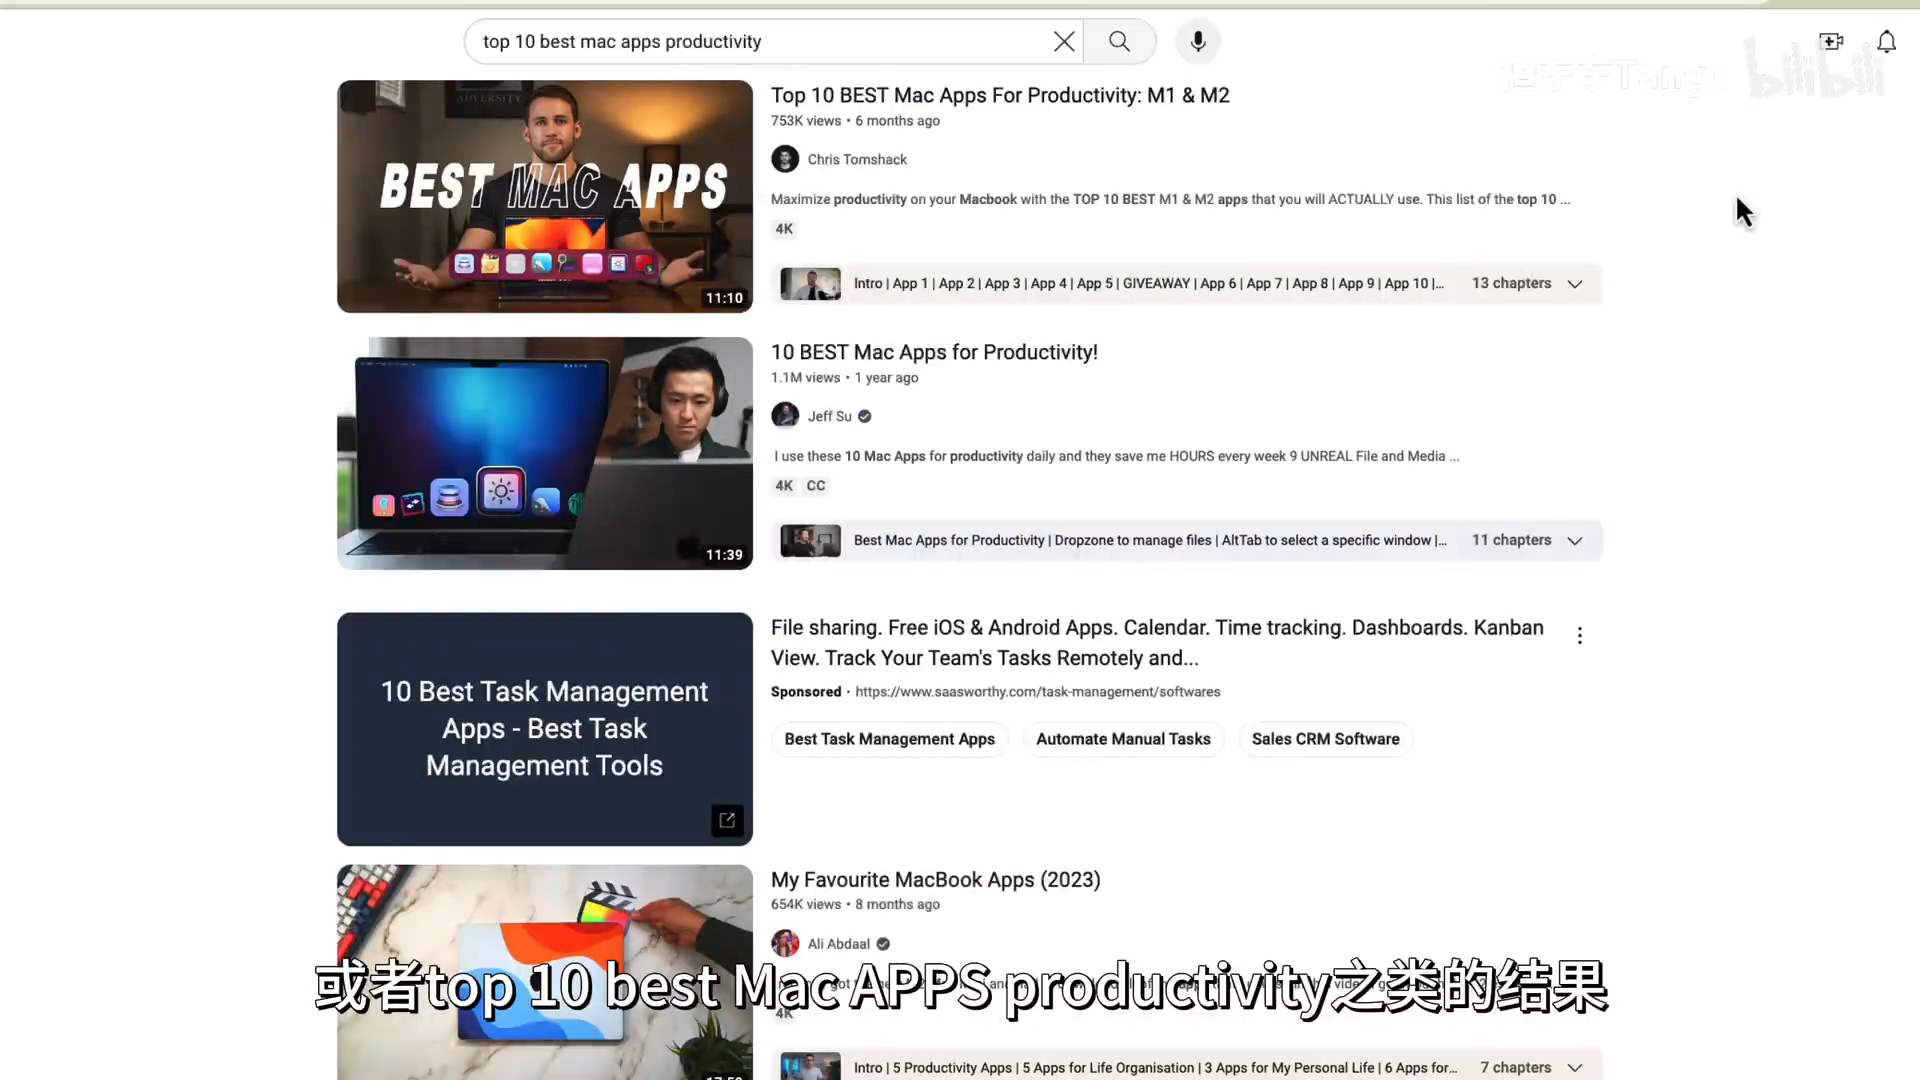 top 10 best mac apps productivity
bilibili
ADVERSITY
BEST MAC APPS
11:10
Top 10 BEST Mac Apps For Productivity: M1 & M2
753K views • 6 months ago
Chris Tomshack
Maximize productivity on your Macbook with the TOP 10 BEST M1 & M2 apps that you will ACTUALLY use. This list of the top 10 ...
4K
Intro | App 1 | App 2 | App 3 | App 4 | App 5 | GIVEAWAY | App 6 | App 7 | App 8 | App 9 | App 10 |...
13 chapters
11:39
10 BEST Mac Apps for Productivity!
1.1M views • 1 year ago
Jeff Su
I use these 10 Mac Apps for productivity daily and they save me HOURS every week 9 UNREAL File and Media ...
4K CC
Best Mac Apps for Productivity | Dropzone to manage files | AltTab to select a specific window |...
11 chapters
10 Best Task Management
Apps - Best Task
Management Tools
File sharing. Free iOS & Android Apps. Calendar. Time tracking. Dashboards. Kanban
View. Track Your Team's Tasks Remotely and...
Sponsored • https://www.saasworthy.com/task-management/softwares
Best Task Management Apps
Automate Manual Tasks
Sales CRM Software
My Favourite MacBook Apps (2023)
654K views • 8 months ago
Ali Abdaal
或者top 10 best Mac APPS productivity之类的结果
4K
Intro | 5 Productivity Apps | 5 Apps for Life Organisation | 3 Apps for My Personal Life | 6 Apps for...
7 chapters